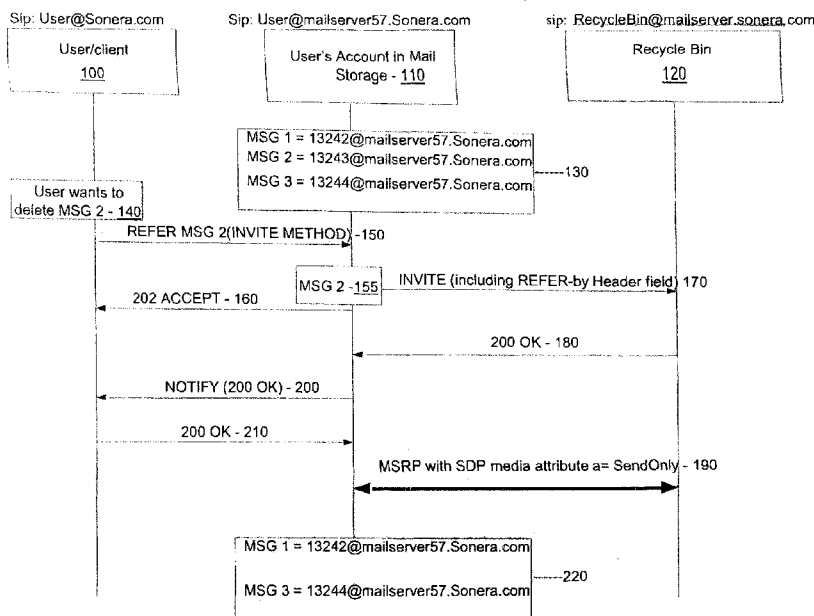 Sip: User@Sonera.com
Sip: User@mailserver57.Sonera.com
sip: RecycleBin@mailserver.sonera.com
User/client
100
User's Account in Mail
Storage - 110
Recycle Bin
120
MSG 1 = 13242@mailserver57.Sonera.com
MSG 2 = 13243@mailserver57.Sonera.com
MSG 3 = 13244@mailserver57.Sonera.com
130
User wants to
delete MSG 2 - 140
REFER MSG 2(INVITE METHOD) -150
MSG 2 -155
INVITE (including REFER-by Header field) 170
202 ACCEPT - 160
200 OK - 180
NOTIFY (200 OK) - 200
200 OK - 210
MSRP with SDP media attribute a= SendOnly - 190
MSG 1 = 13242@mailserver57.Sonera.com
MSG 3 = 13244@mailserver57.Sonera.com
220